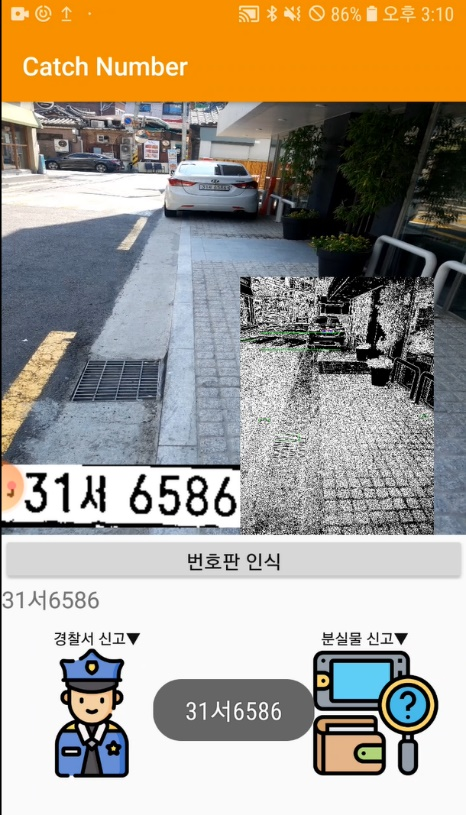 86% 오후 3:10
Catch Number
31서 6586
번호판 인식
31서6586
경찰서 신고▼
분실물 신고▼
31서6586